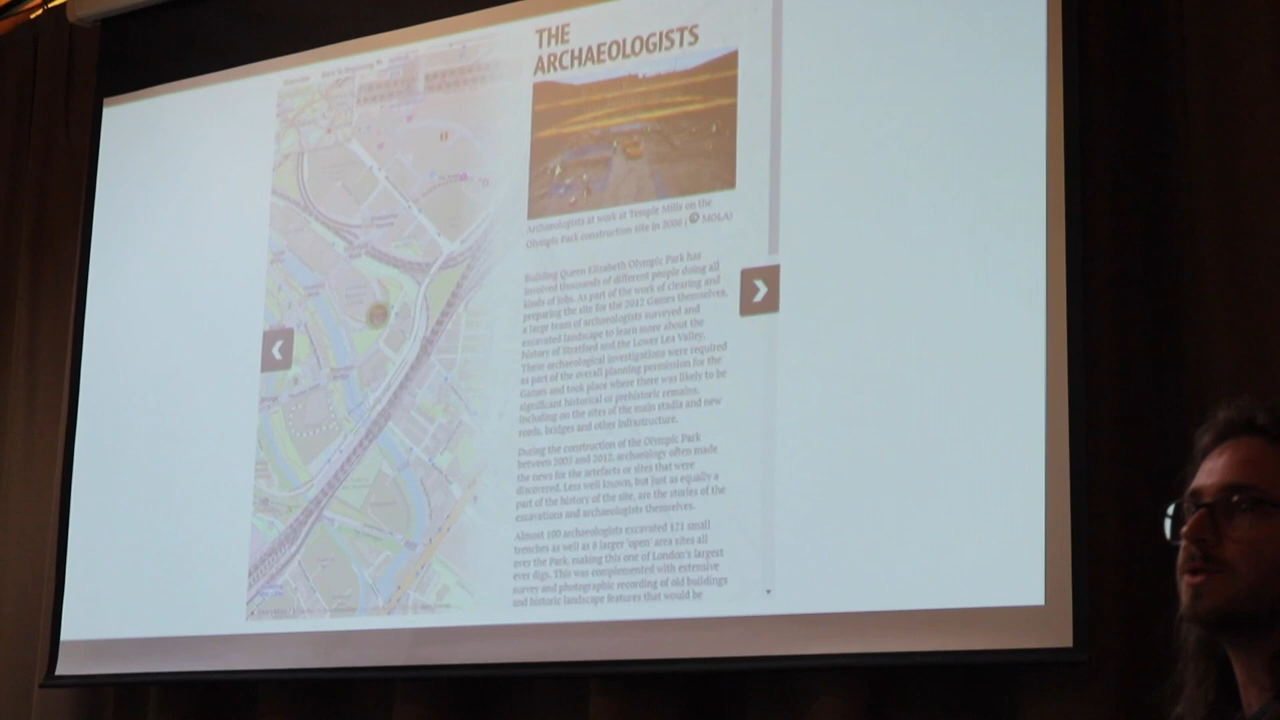 THE
ARCHAEOLOGISTS
Archaeologists at work at Temple Mills on the
Olympic Park construction site in 2006 (© MOLA)
Building Queen Elizabeth Olympic Park has
involved thousands of different people doing all
kinds of jobs. As part of the work of clearing and
preparing the site for the 2012 Games themselves,
a large team of archaeologists surveyed and
excavated landscape to learn more about the
history of Stratford and the Lower Lea Valley.
These archaeological investigations were required
as part of the overall planning permission for the
Games and took place where there was likely to be
significant historical or prehistoric remains,
including on the sites of the main stadia and new
roads, bridges and other infrastructure.
During the construction of the Olympic Park
between 2005 and 2012, archaeology often made
the news for the artefacts or sites that were
discovered. Less well known, but just as equally a
part of the history of the site, are the stories of the
excavations and archaeologists themselves.
Almost 100 archaeologists excavated 121 small
trenches as well as 8 larger 'open' area sites all
over the Park, making this one of London's largest
ever digs. This was complemented with extensive
survey and photographic recording of old buildings
and historic landscape features that would be